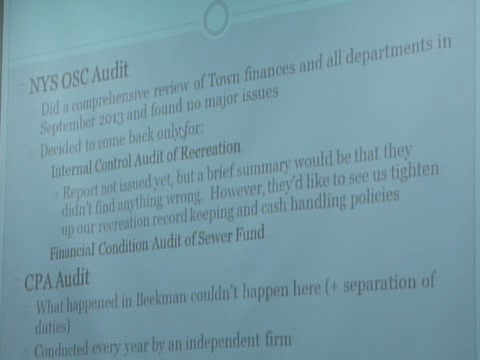 NYS OSC Audit
Did a comprehensive review of Town finances and all departments in
September 2013 and found no major issues
Decided to come back only for:
Internal Control Audit of Recreation
Report not issued yet, but a brief summary would be that they
didn't find anything wrong. However, they'd like to see us tighten
up our recreation record keeping and cash handling policies
Financial Condition Audit of Sewer Fund
CPA Audit
What happened in Beekman couldn't happen here (+ separation of
duties)
Conducted every year by an independent firm